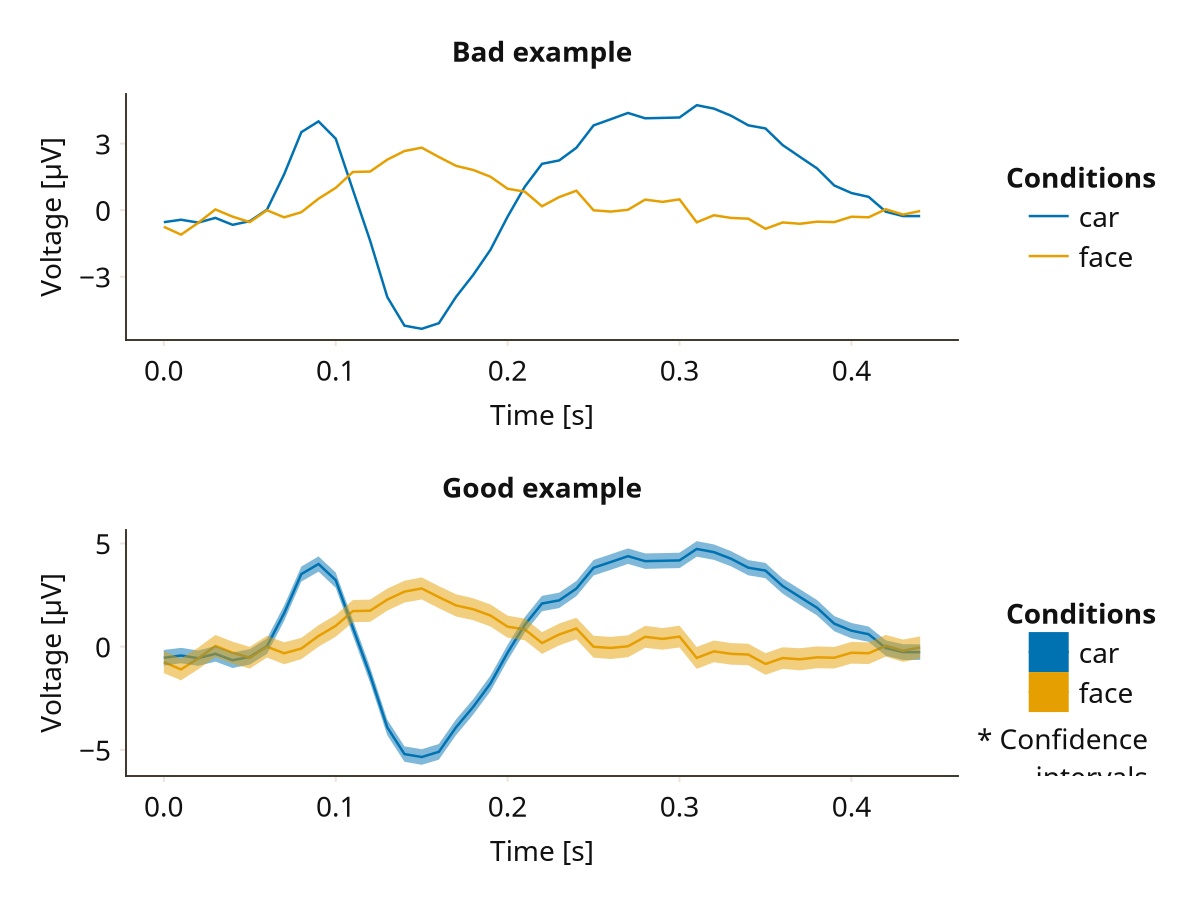 Bad example
Voltage [µV]
3
0
−3
0.0 0.1 0.2 0.3 0.4
Time [s]
Conditions
car
face
Good example
Voltage [µV]
5
0
−5
0.0 0.1 0.2 0.3 0.4
Time [s]
Conditions
car
face
* Confidence
intervals